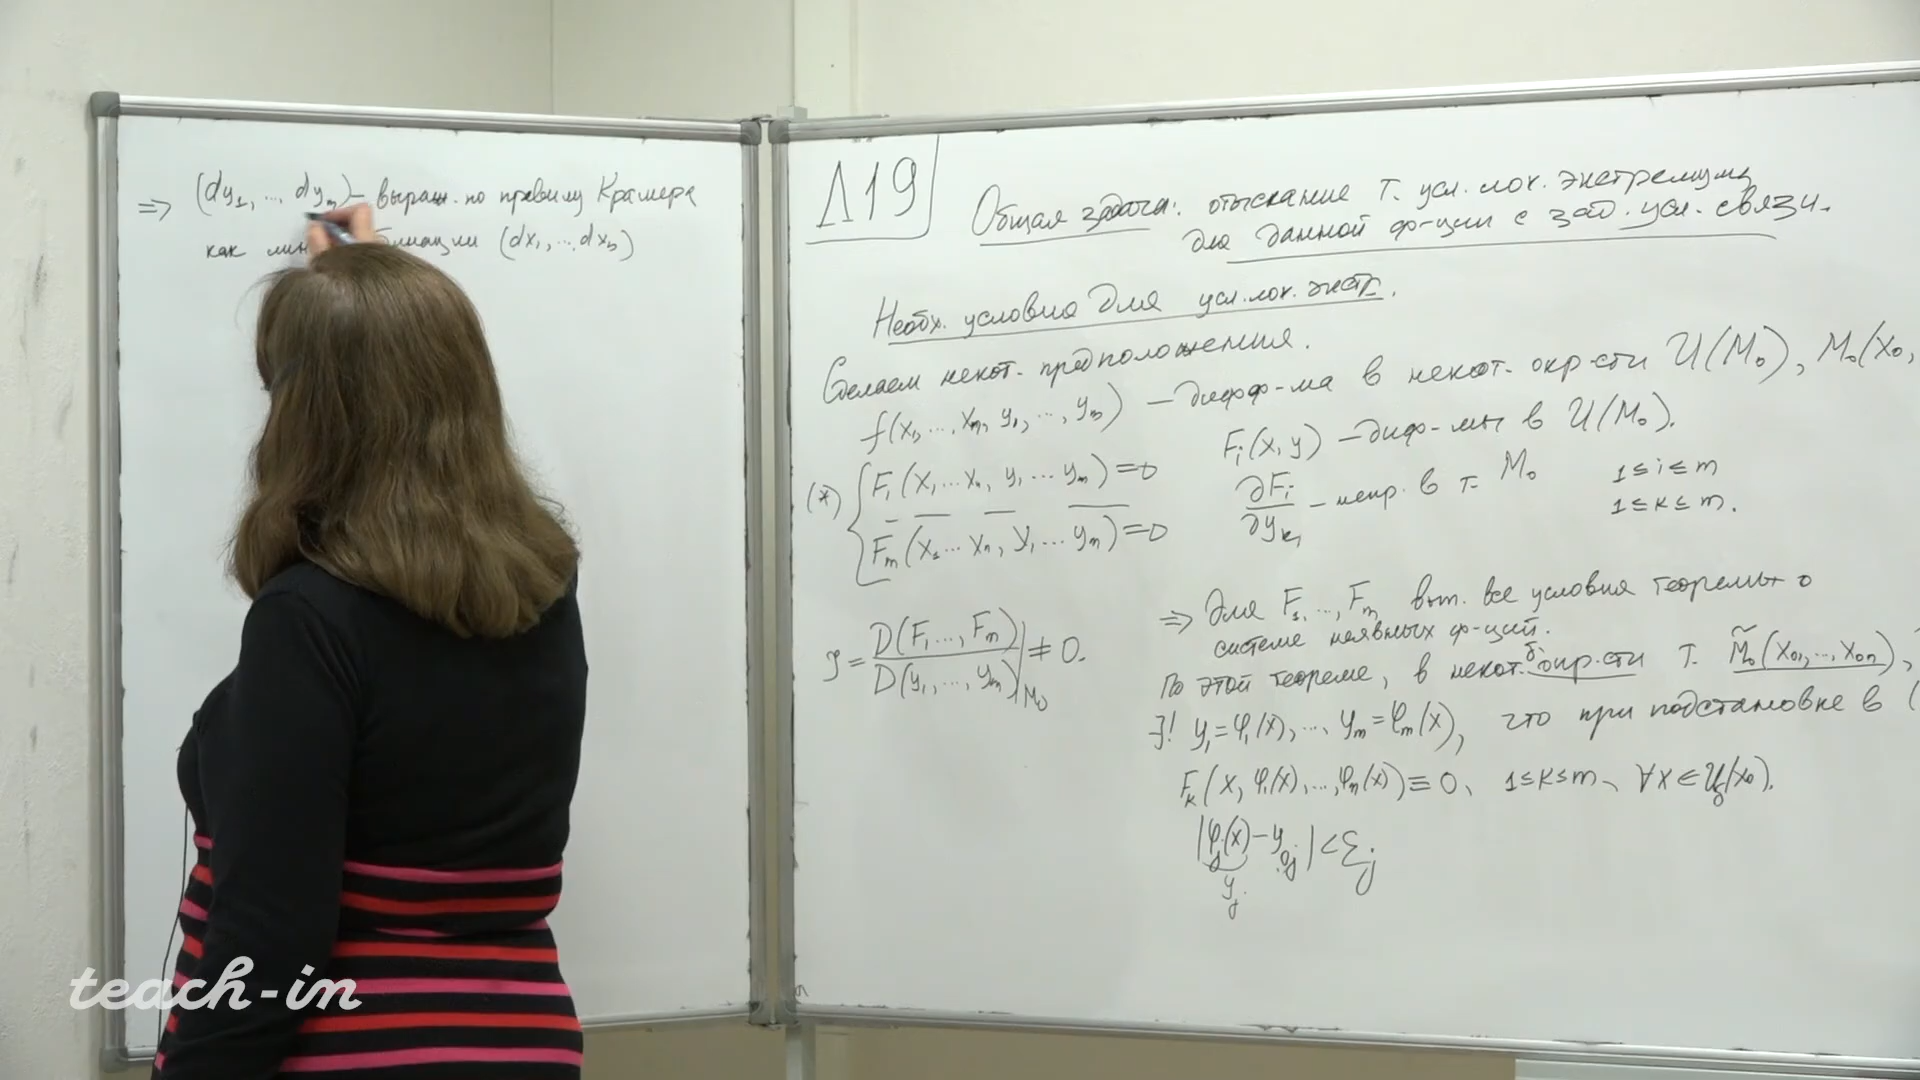 ⇒ (dy₁, ..., dyₘ) – выраж. по правилу Крамера
как лин (dx₁, ..., dxₙ)
Л19
Общая задача: отыскание т. усл. лок. экстремума
для данной ф-ции с зад. усл. связи.
Необх. условия для усл. лок. экстр.
Сделаем некот. предположения.
f(x₁, ..., xₙ, y₁, ..., yₘ) – дифф-ма в некот. окр-сти U(M₀), M₀(x₀,
(*) { F₁(x₁ ... xₙ, y₁ ... yₘ) = 0
Fₘ(x₁ ... xₙ, y₁ ... yₘ) = 0
Fᵢ(x, y) – диф-мы в U(M₀).
∂Fᵢ/∂yₖ – непр. в т. M₀ 1 ≤ i ≤ m
1 ≤ k ≤ m.
J = D(F₁ ..., Fₘ)/D(y₁, ..., yₘ)|M₀ ≠ 0.
⇒ Для F₁, ..., Fₘ вып. все условия теоремы о
системе неявных ф-ций.
По этой теореме, в некот. δ окр-сти т. M̃₀(x₀₁, ..., x₀ₙ),
∃! y₁ = φ₁(x), ..., yₘ = φₘ(x), что при подстановке в (
Fₖ(x, φ₁(x), ..., φₘ(x)) ≡ 0, 1 ≤ k ≤ m, ∀x ∈ U(x₀).
|φⱼ(x) – y₀ⱼ| < εⱼ
yⱼ
teach-in